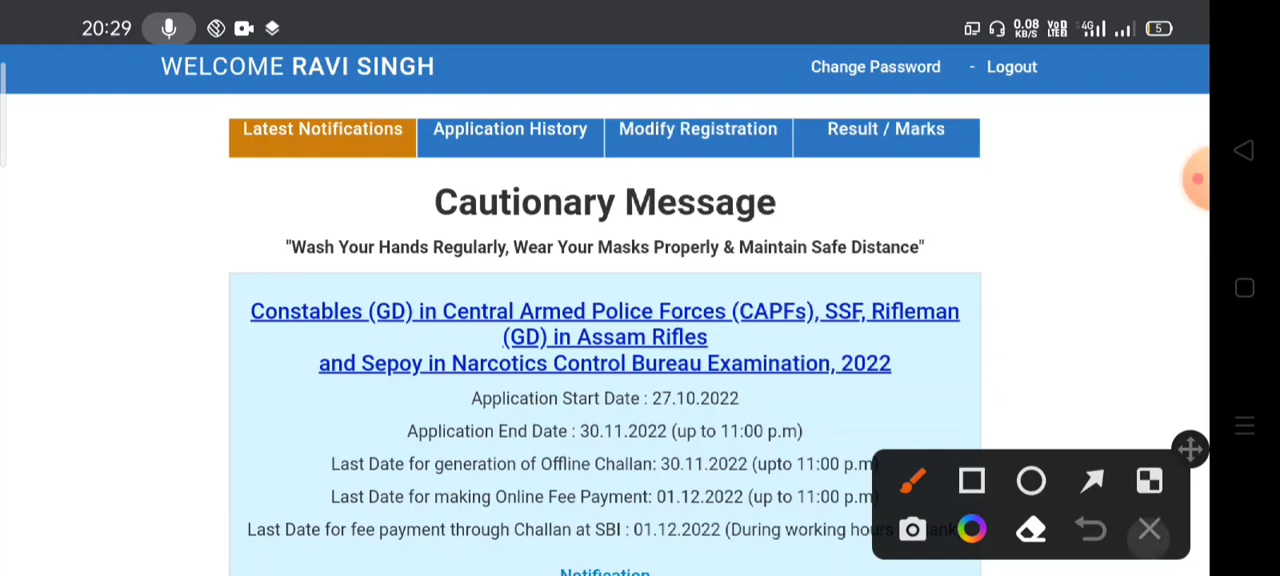 20:29
0.08 KB/S VoD LTE2 4G 5
WELCOME RAVI SINGH
Change Password - Logout
Latest Notifications Application History Modify Registration Result / Marks
Cautionary Message
"Wash Your Hands Regularly, Wear Your Masks Properly & Maintain Safe Distance"
Constables (GD) in Central Armed Police Forces (CAPFs), SSF, Rifleman
(GD) in Assam Rifles
and Sepoy in Narcotics Control Bureau Examination, 2022
Application Start Date : 27.10.2022
Application End Date : 30.11.2022 (up to 11:00 p.m)
Last Date for generation of Offline Challan: 30.11.2022 (upto 11:00 p.m
Last Date for making Online Fee Payment: 01.12.2022 (up to 11:00 p.m
Last Date for fee payment through Challan at SBI : 01.12.2022 (During working hours
Notification